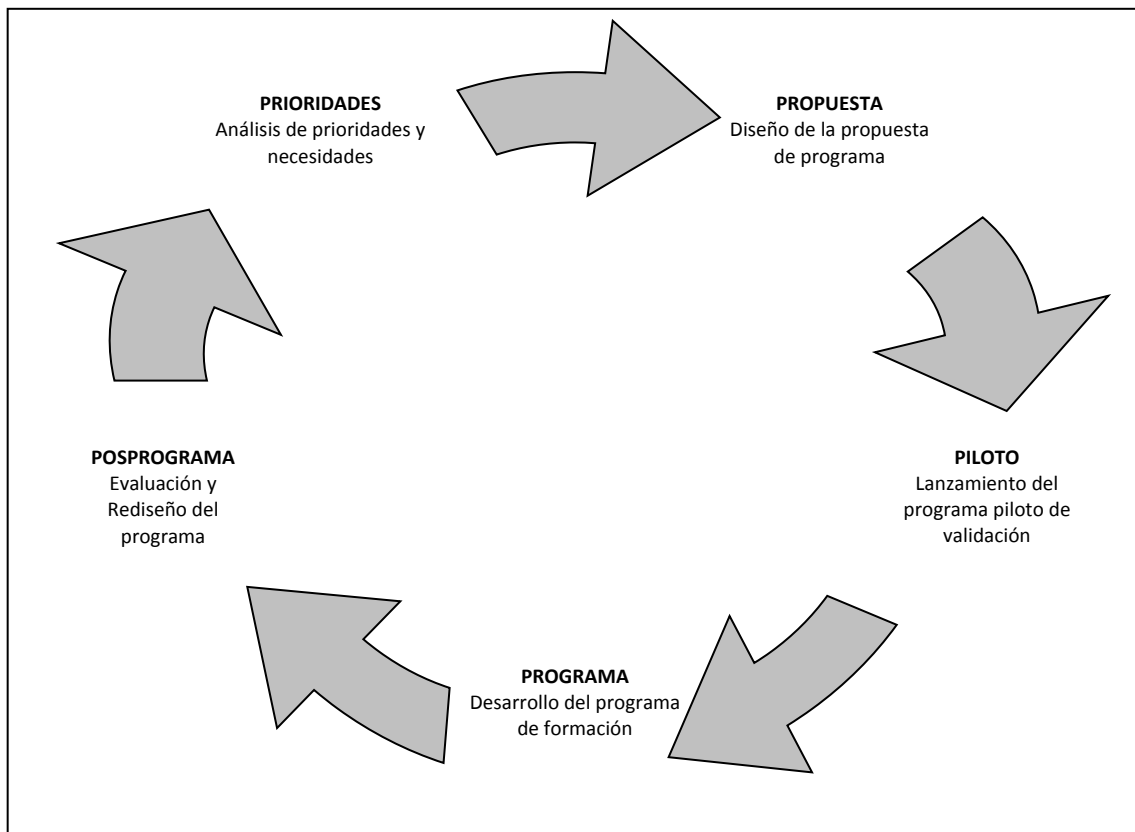 PRIORIDADES
Análisis de prioridades y
necesidades
PROPUESTA
Diseño de la propuesta
de programa
PILOTO
Lanzamiento del
programa piloto de
validación
PROGRAMA
Desarrollo del programa
de formación
POSPROGRAMA
Evaluación y
Rediseño del
programa